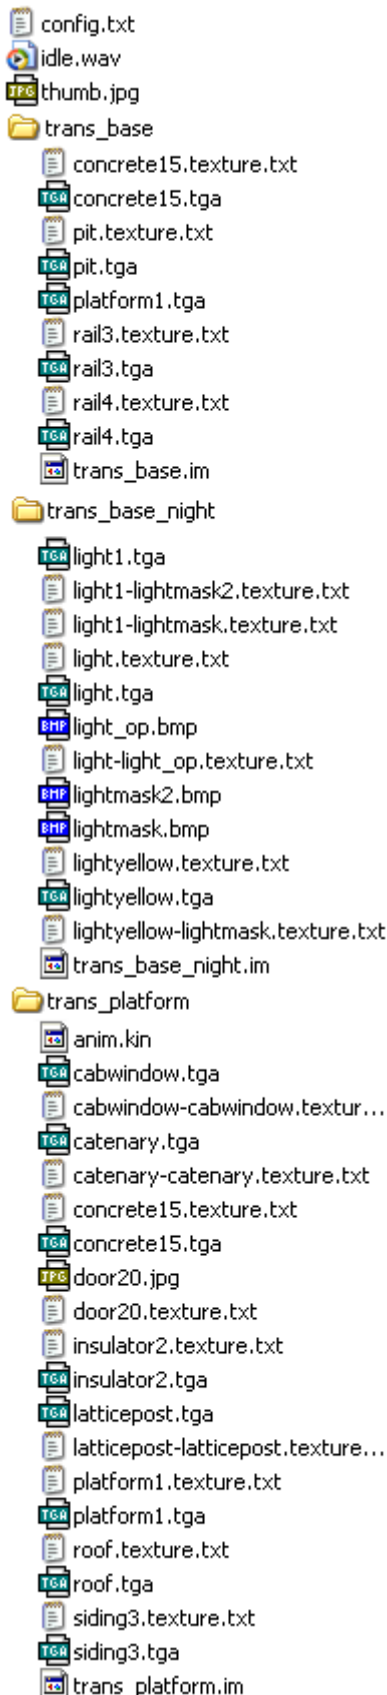 config.txt
idle.wav
thumb.jpg
trans_base
concrete15.texture.txt
concrete15.tga
pit.texture.txt
pit.tga
platform1.tga
rail3.texture.txt
rail3.tga
rail4.texture.txt
rail4.tga
trans_base.im
trans_base_night
light1.tga
light1-lightmask2.texture.txt
light1-lightmask.texture.txt
light.texture.txt
light.tga
light_op.bmp
light-light_op.texture.txt
lightmask2.bmp
lightmask.bmp
lightyellow.texture.txt
lightyellow.tga
lightyellow-lightmask.texture.txt
trans_base_night.im
trans_platform
anim.kin
cabwindow.tga
cabwindow-cabwindow.textur...
catenary.tga
catenary-catenary.texture.txt
concrete15.texture.txt
concrete15.tga
door20.jpg
door20.texture.txt
insulator2.texture.txt
insulator2.tga
latticepost.tga
latticepost-latticepost.texture...
platform1.texture.txt
platform1.tga
roof.texture.txt
roof.tga
siding3.texture.txt
siding3.tga
trans_platform.im